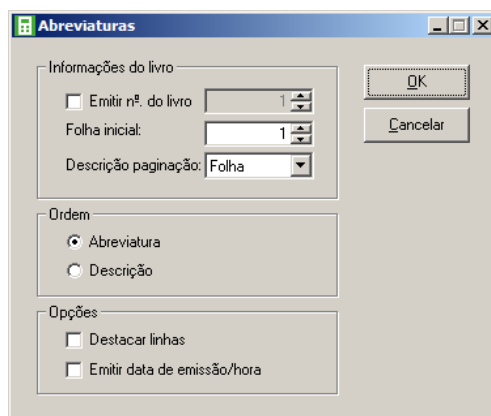 Abreviaturas
Informações do livro
Emitir nº. do livro 1
Folha inicial: 1
Descrição paginação: Folha
OK
Cancelar
Ordem
Abreviatura
Descrição
Opções
Destacar linhas
Emitir data de emissão/hora